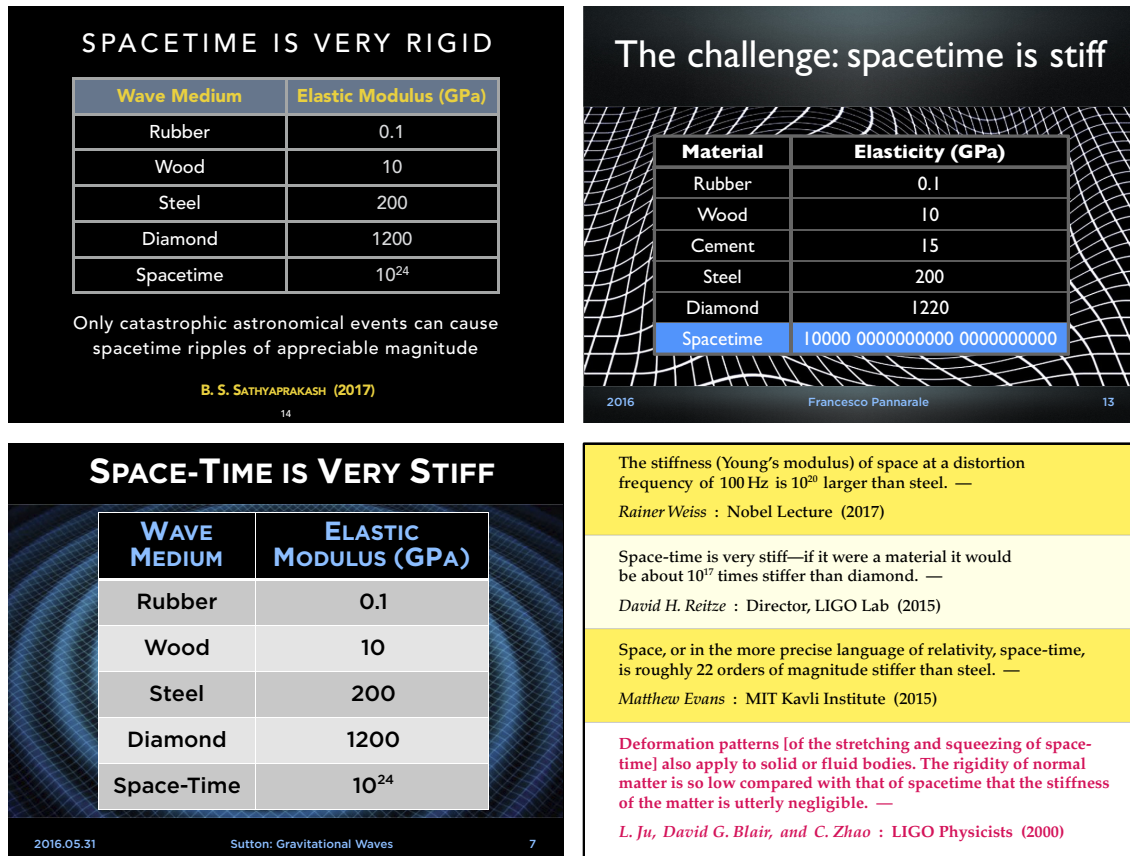 SPACETIME IS VERY RIGID
Wave Medium Elastic Modulus (GPa)
Rubber 0.1
Wood 10
Steel 200
Diamond 1200
Spacetime 10²⁴
Only catastrophic astronomical events can cause
spacetime ripples of appreciable magnitude
B. S. SATHYAPRAKASH (2017)
14
The challenge: spacetime is stiff
Material Elasticity (GPa)
Rubber 0.1
Wood 10
Cement 15
Steel 200
Diamond 1220
Spacetime 10000 0000000000 0000000000
2016 Francesco Pannarale 13
SPACE-TIME IS VERY STIFF
WAVE
MEDIUM
ELASTIC
MODULUS (GPA)
Rubber 0.1
Wood 10
Steel 200
Diamond 1200
Space-Time 10²⁴
2016.05.31 Sutton: Gravitational Waves 7
The stiffness (Young's modulus) of space at a distortion
frequency of 100 Hz is 10²⁰ larger than steel. —
Rainer Weiss : Nobel Lecture (2017)
Space-time is very stiff—if it were a material it would
be about 10¹⁷ times stiffer than diamond. —
David H. Reitze : Director, LIGO Lab (2015)
Space, or in the more precise language of relativity, space-time,
is roughly 22 orders of magnitude stiffer than steel. —
Matthew Evans : MIT Kavli Institute (2015)
Deformation patterns [of the stretching and squeezing of space-
time] also apply to solid or fluid bodies. The rigidity of normal
matter is so low compared with that of spacetime that the stiffness
of the matter is utterly negligible. —
L. Ju, David G. Blair, and C. Zhao : LIGO Physicists (2000)